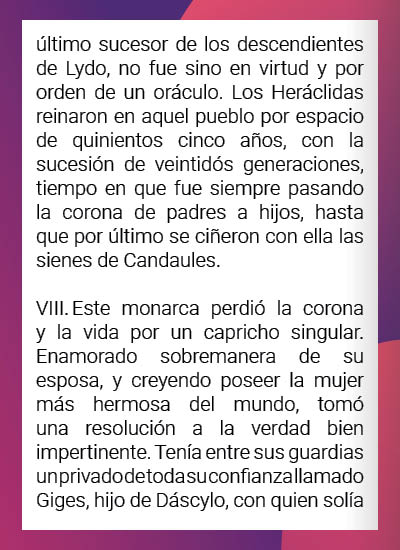 último sucesor de los descendientes
de Lydo, no fue sino en virtud y por
orden de un oráculo. Los Heráclidas
reinaron en aquel pueblo por espacio
de quinientos cinco años, con la
sucesión de veintidós generaciones,
tiempo en que fue siempre pasando
la corona de padres a hijos, hasta
que por último se ciñeron con ella las
sienes de Candaules.
VIII. Este monarca perdió la corona
y la vida por un capricho singular.
Enamorado sobremanera de su
esposa, y creyendo poseer la mujer
más hermosa del mundo, tomó
una resolución a la verdad bien
impertinente. Tenía entre sus guardias
un privado de toda su confianza llamado
Giges, hijo de Dáscylo, con quien solía